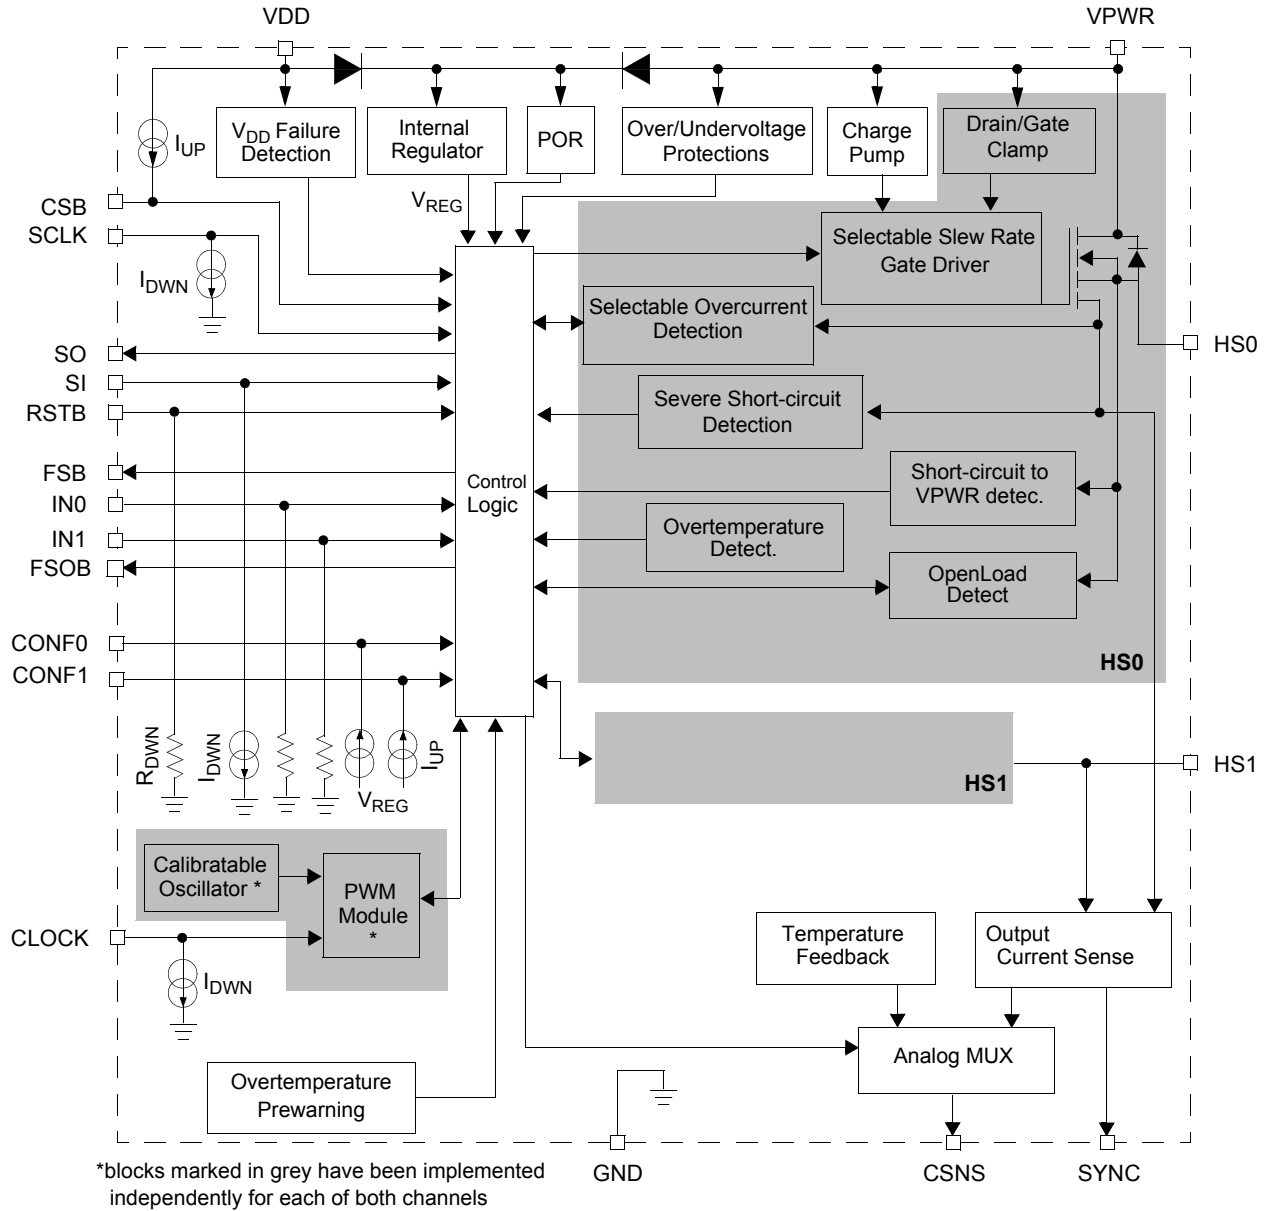 VDD
VPWR
VDD Failure
Detection
Internal
Regulator
POR
Over/Undervoltage
Protections
Charge
Pump
Drain/Gate
Clamp
IUP
VREG
CSB
SCLK
IDWN
Selectable Slew Rate
Gate Driver
Selectable Overcurrent
Detection
HS0
SO
SI
RSTB
Severe Short-circuit
Detection
FSB
IN0
IN1
FSOB
Control
Logic
Short-circuit to
VPWR detec.
Overtemperature
Detect.
OpenLoad
Detect
CONF0
CONF1
HS0
RDWN
IDWN
IUP
VREG
HS1
HS1
Calibratable
Oscillator *
PWM
Module
*
CLOCK
IDWN
Temperature
Feedback
Output
Current Sense
Analog MUX
Overtemperature
Prewarning
GND
CSNS
SYNC
*blocks marked in grey have been implemented
independently for each of both channels